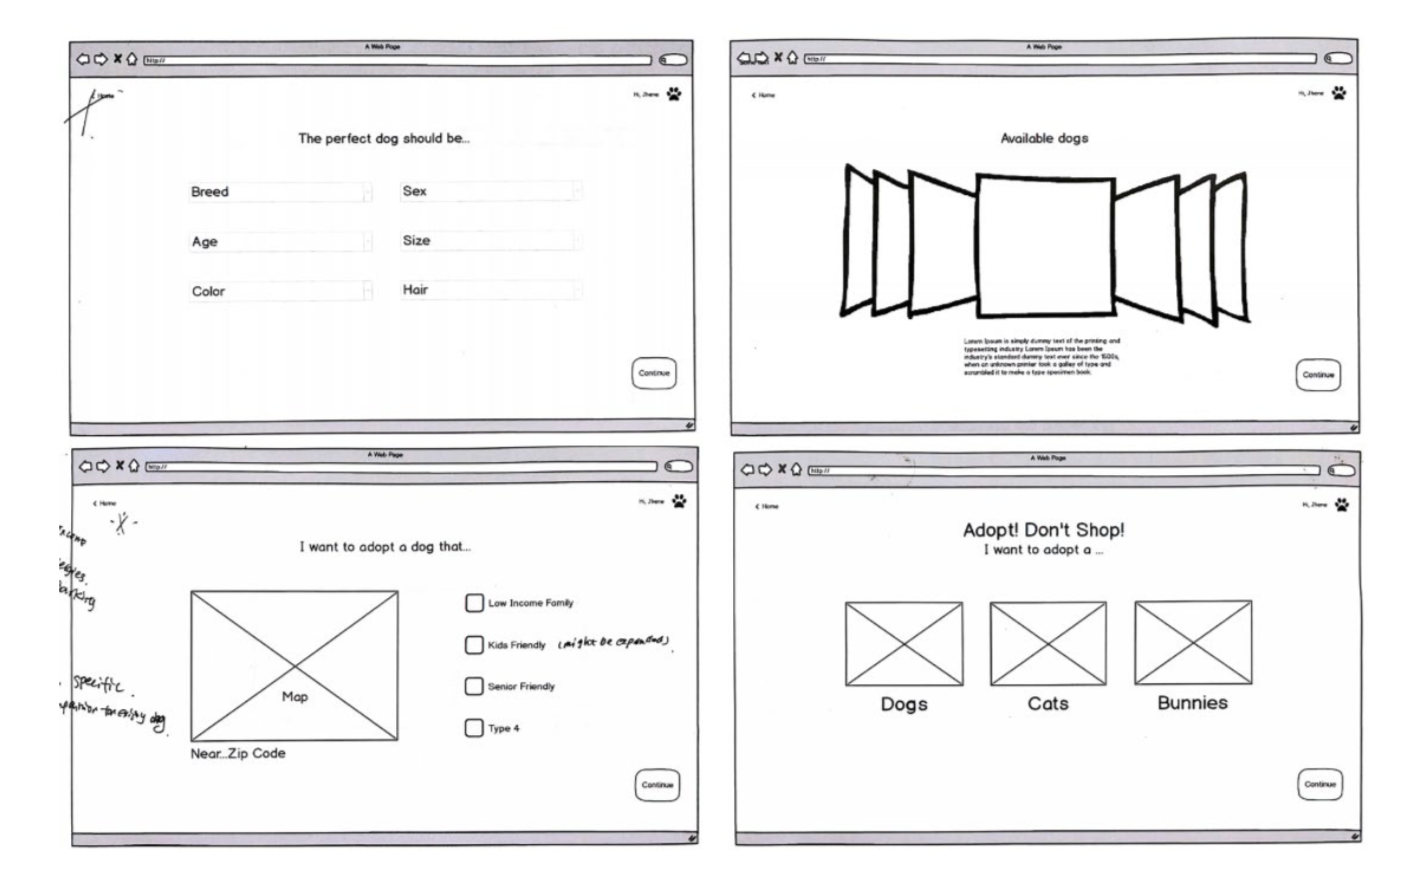 A Web Page
http://
< Home
Hi, Jhene
The perfect dog should be...
Breed
Sex
Age
Size
Color
Hair
Continue
A Web Page
http://
< Home
Hi, Jhene
Available dogs
Lorem Ipsum is simply dummy text of the printing and
typesetting industry. Lorem Ipsum has been the
industry's standard dummy text ever since the 1500s,
when an unknown printer took a galley of type and
scrambled it to make a type specimen book.
Continue
A Web Page
http://
< Home
Hi, Jhene
income
barking
specific.
for existing dog.
I want to adopt a dog that...
Map
Near...Zip Code
Low Income Family
Kids Friendly (might be expanded)
Senior Friendly
Type 4
Continue
A Web Page
http://
< Home
Hi, Jhene
Adopt! Don't Shop!
I want to adopt a ...
Dogs
Cats
Bunnies
Continue